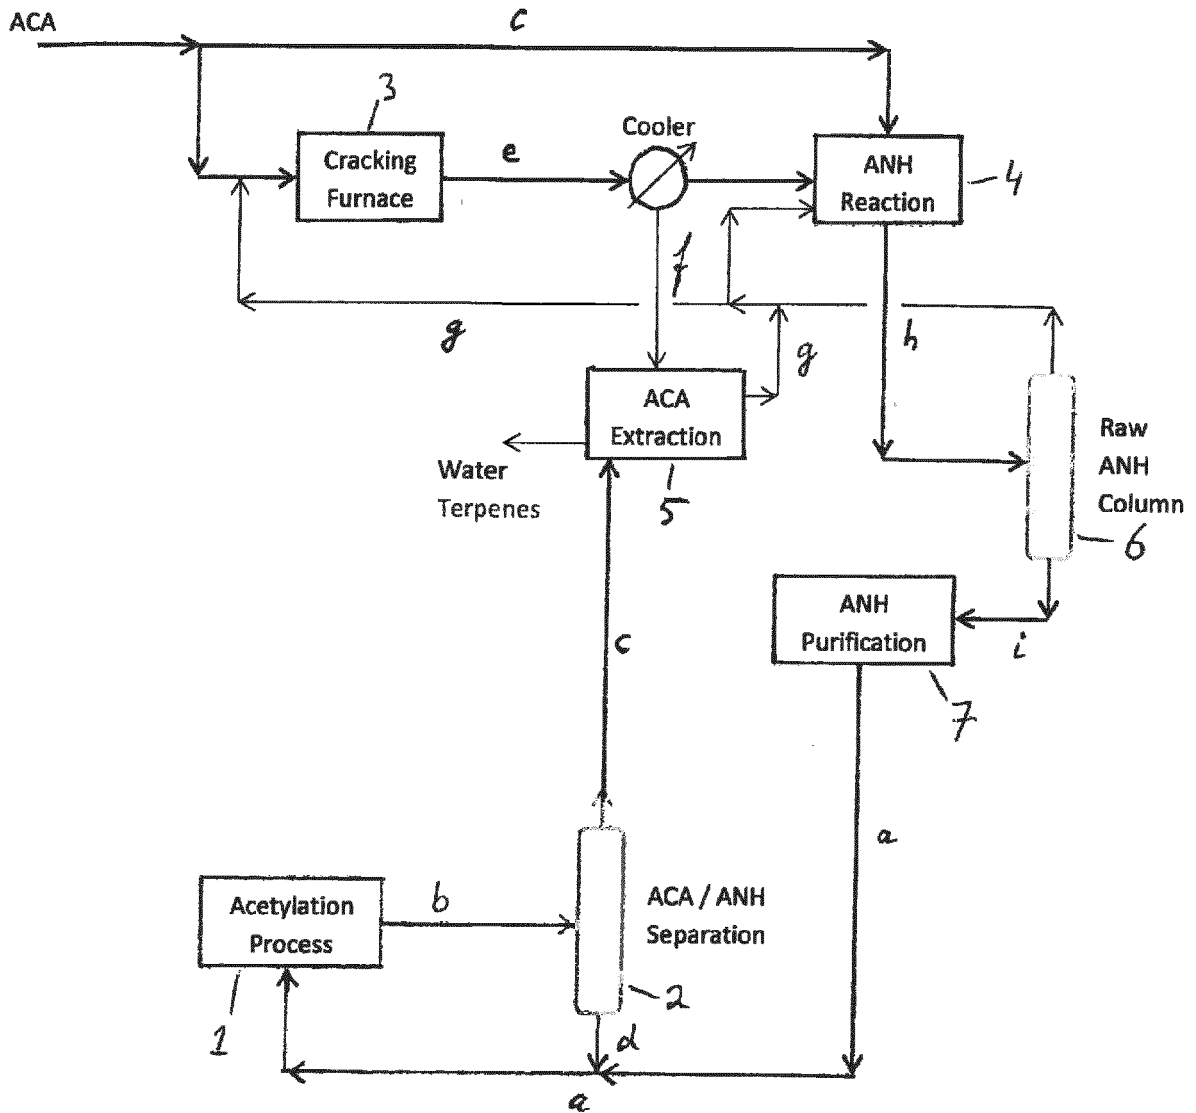 ACA
c
3
Cracking
Furnace
e
Cooler
ANH
Reaction
4
f
g
g
h
ACA
Extraction
5
Water
Terpenes
Raw
ANH
Column
6
ANH
Purification
7
i
c
a
Acetylation
Process
1
b
ACA / ANH
Separation
2
d
a